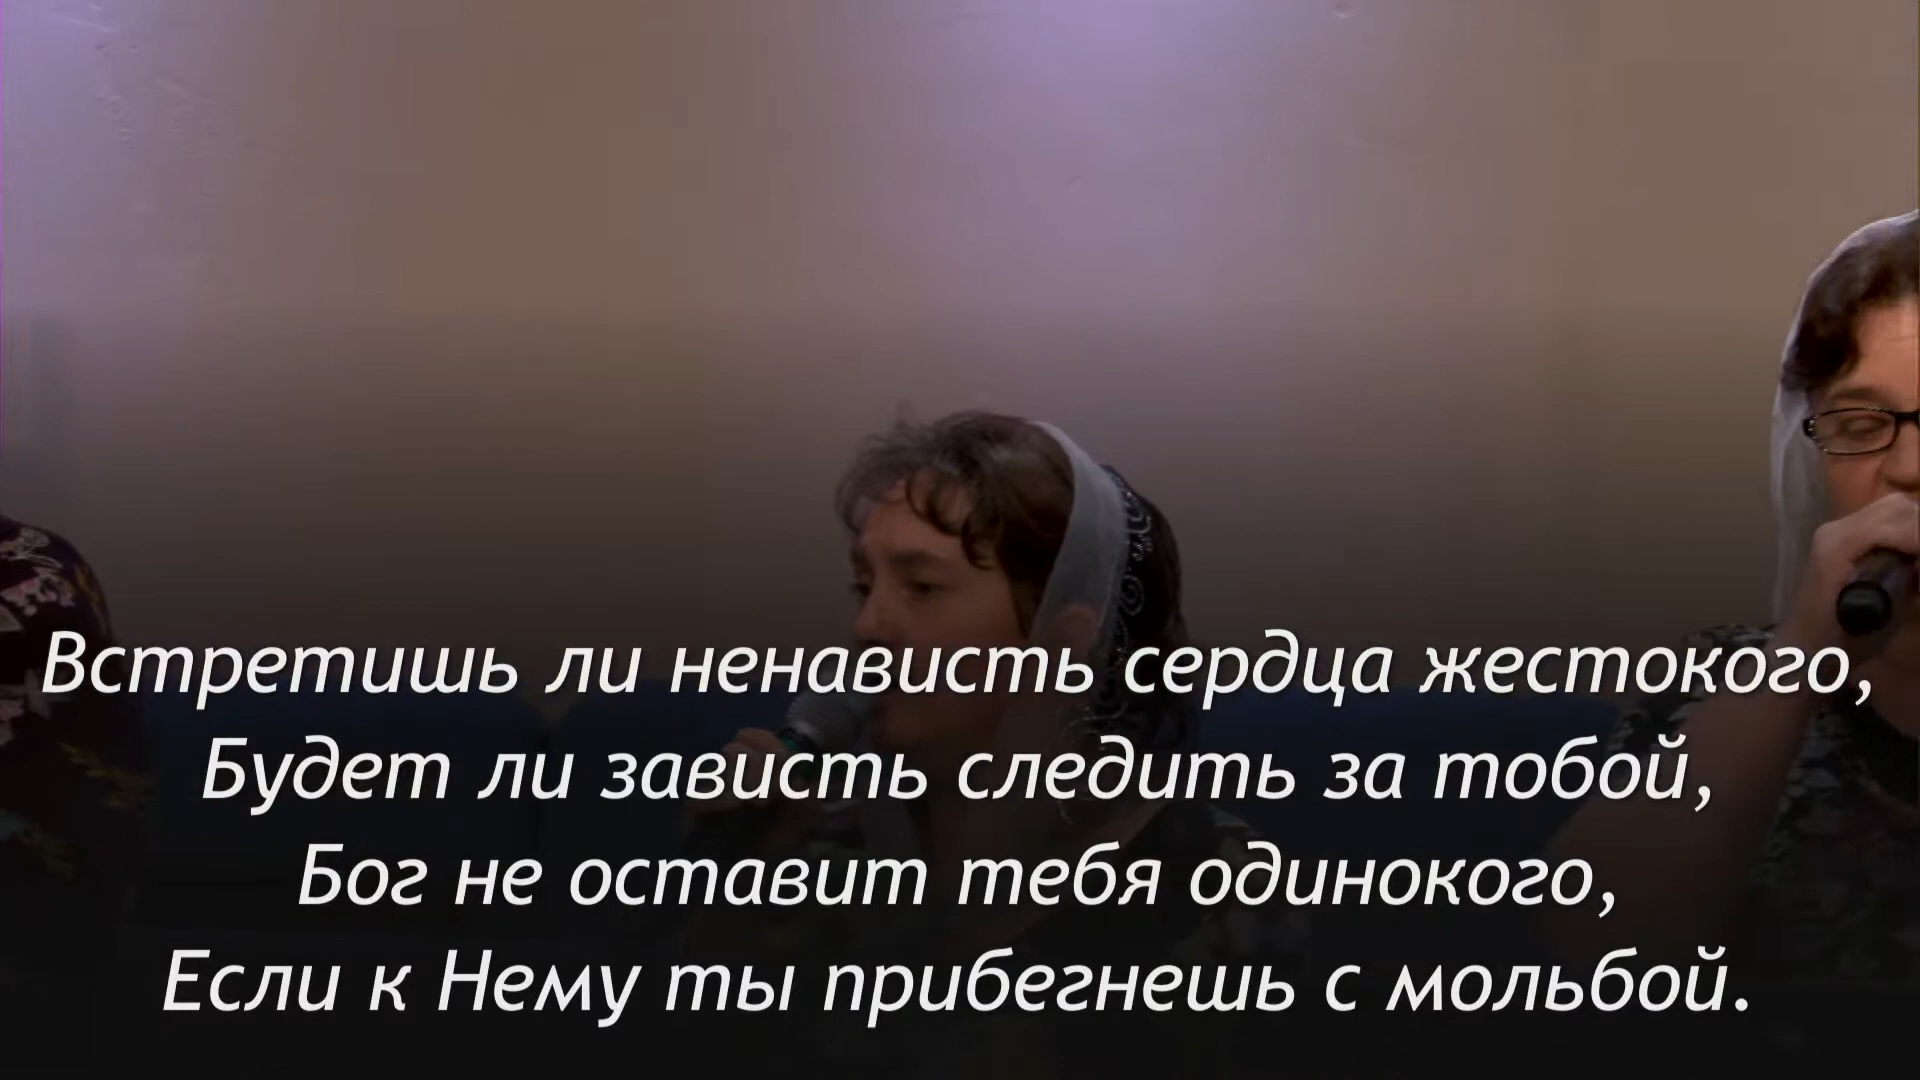 Встретишь ли ненависть сердца жестокого,
Будет ли зависть следить за тобой,
Бог не оставит тебя одинокого,
Если к Нему ты прибегнешь с мольбой.